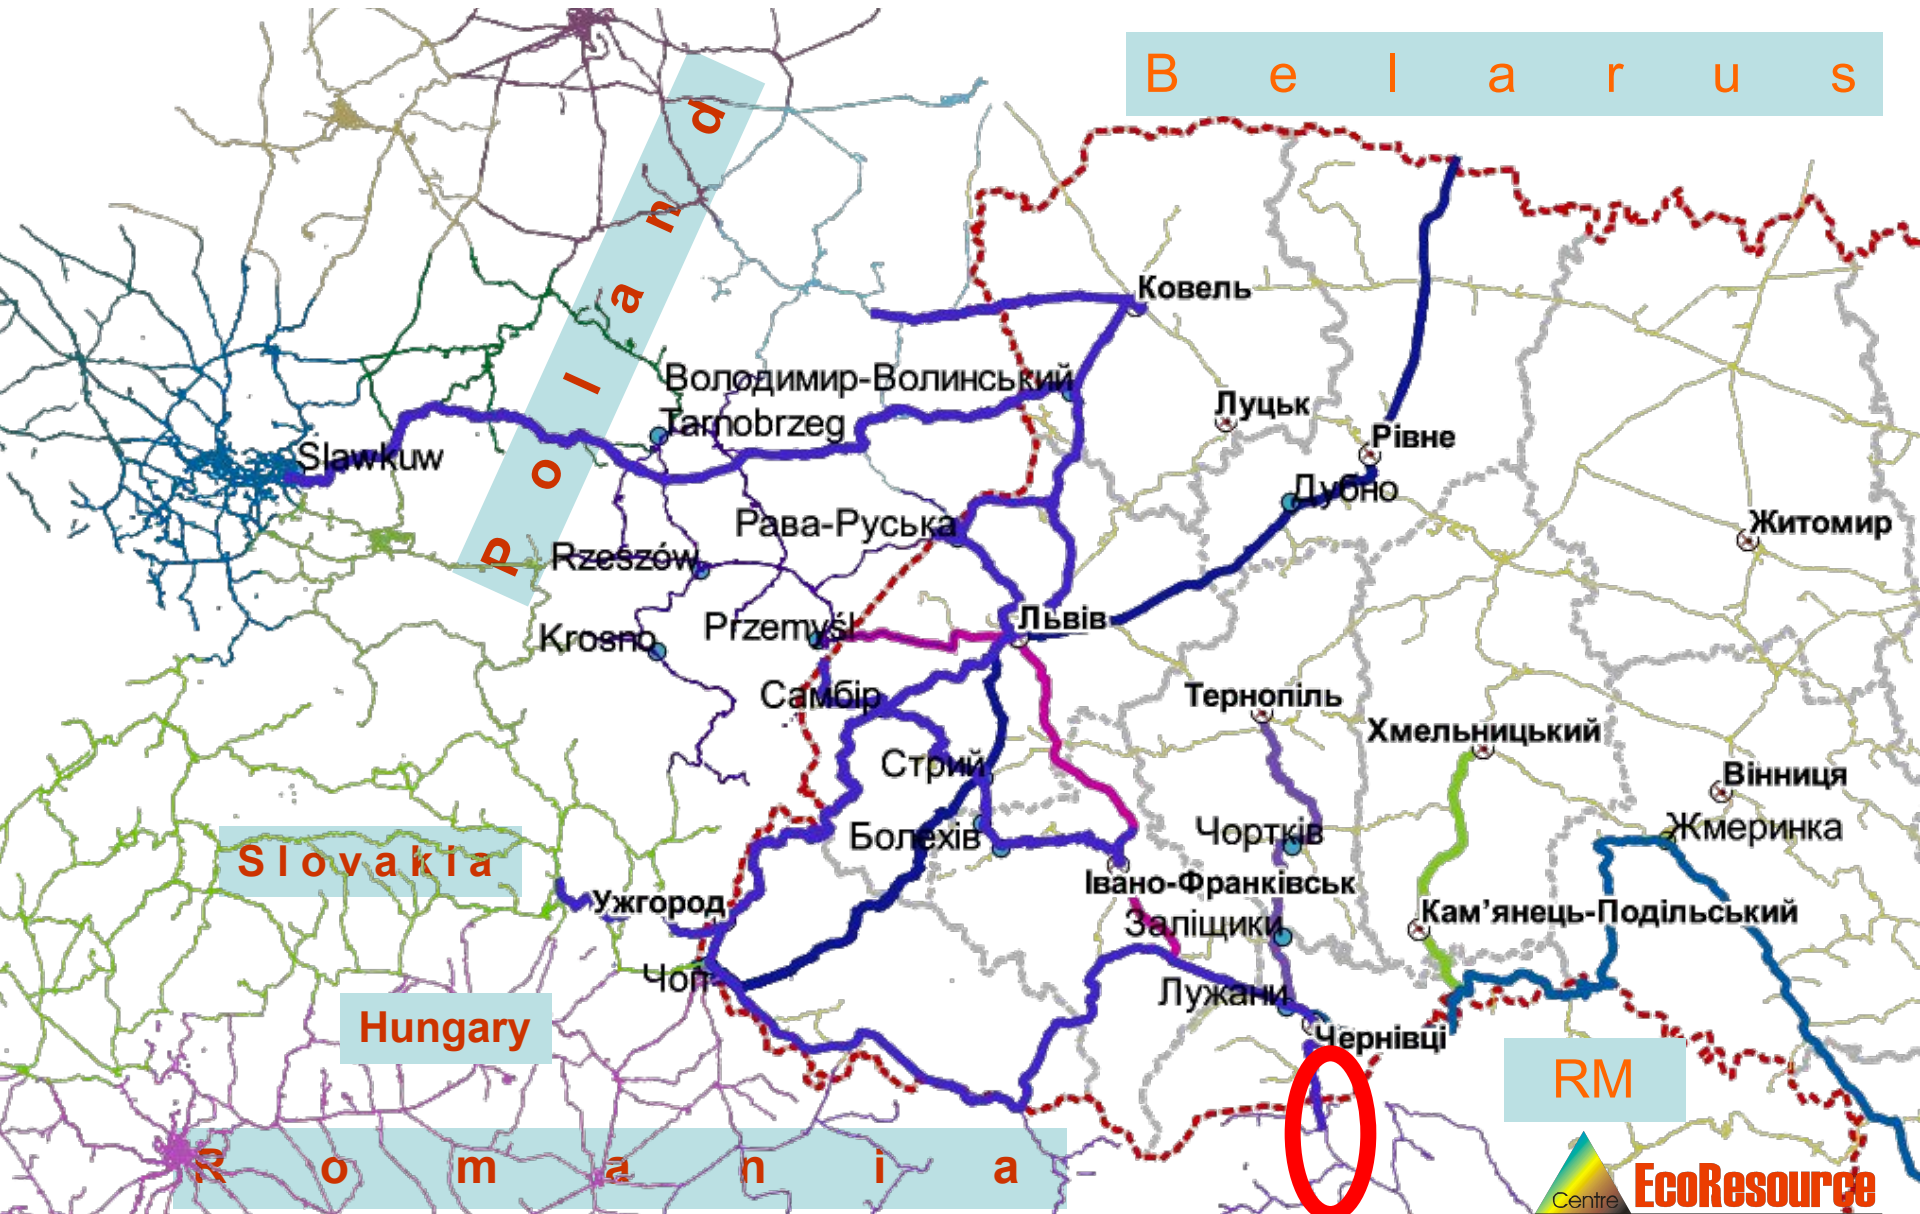 Belarus
Poland
Ковель
Володимир-Волинський
Tarnobrzeg
Луцьк
Рівне
Slawkuw
Дубно
Рава-Руська
Житомир
Rzeszów
Krosno
Przemyśl
Львів
Самбір
Тернопіль
Хмельницький
Стрий
Вінниця
Болехів
Чортків
Жмеринка
Slovakia
Івано-Франківськ
Ужгород
Заліщики
Кам’янець-Подільський
Чоп
Лужани
Hungary
Чернівці
RM
Romania
Centre
EcoResource